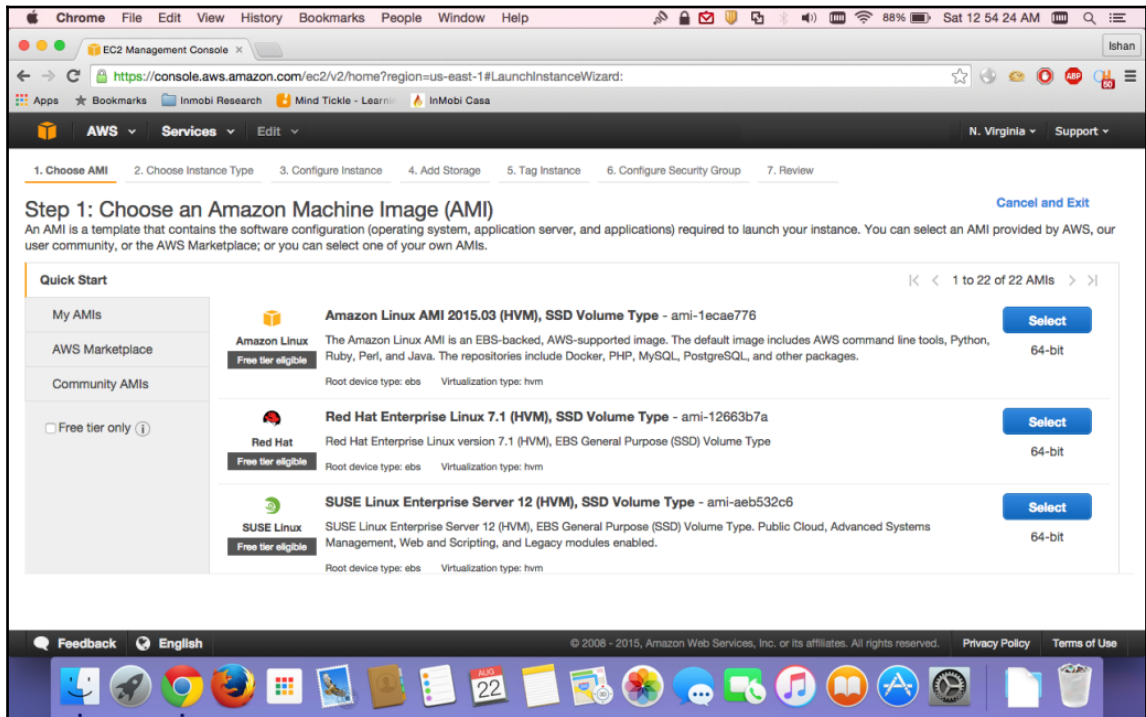 Chrome File Edit View History Bookmarks People Window Help 88% Sat 12 54 24 AM
EC2 Management Console × Ishan
https://console.aws.amazon.com/ec2/v2/home?region=us-east-1#LaunchInstanceWizard: ABP 50
Apps Bookmarks Inmobi Research Mind Tickle - Learni InMobi Casa
AWS Services Edit N. Virginia Support
1. Choose AMI 2. Choose Instance Type 3. Configure Instance 4. Add Storage 5. Tag Instance 6. Configure Security Group 7. Review
Step 1: Choose an Amazon Machine Image (AMI) Cancel and Exit
An AMI is a template that contains the software configuration (operating system, application server, and applications) required to launch your instance. You can select an AMI provided by AWS, our
user community, or the AWS Marketplace; or you can select one of your own AMIs.
Quick Start 1 to 22 of 22 AMIs
My AMIs
AWS Marketplace
Community AMIs
Free tier only i
Amazon Linux
Free tier eligible
Amazon Linux AMI 2015.03 (HVM), SSD Volume Type - ami-1ecae776
The Amazon Linux AMI is an EBS-backed, AWS-supported image. The default image includes AWS command line tools, Python,
Ruby, Perl, and Java. The repositories include Docker, PHP, MySQL, PostgreSQL, and other packages.
Root device type: ebs Virtualization type: hvm
Select
64-bit
Red Hat
Free tier eligible
Red Hat Enterprise Linux 7.1 (HVM), SSD Volume Type - ami-12663b7a
Red Hat Enterprise Linux version 7.1 (HVM), EBS General Purpose (SSD) Volume Type
Root device type: ebs Virtualization type: hvm
Select
64-bit
SUSE Linux
Free tier eligible
SUSE Linux Enterprise Server 12 (HVM), SSD Volume Type - ami-aeb532c6
SUSE Linux Enterprise Server 12 (HVM), EBS General Purpose (SSD) Volume Type. Public Cloud, Advanced Systems
Management, Web and Scripting, and Legacy modules enabled.
Root device type: ebs Virtualization type: hvm
Select
64-bit
Feedback English © 2008 - 2015, Amazon Web Services, Inc. or its affiliates. All rights reserved. Privacy Policy Terms of Use
AUG
22